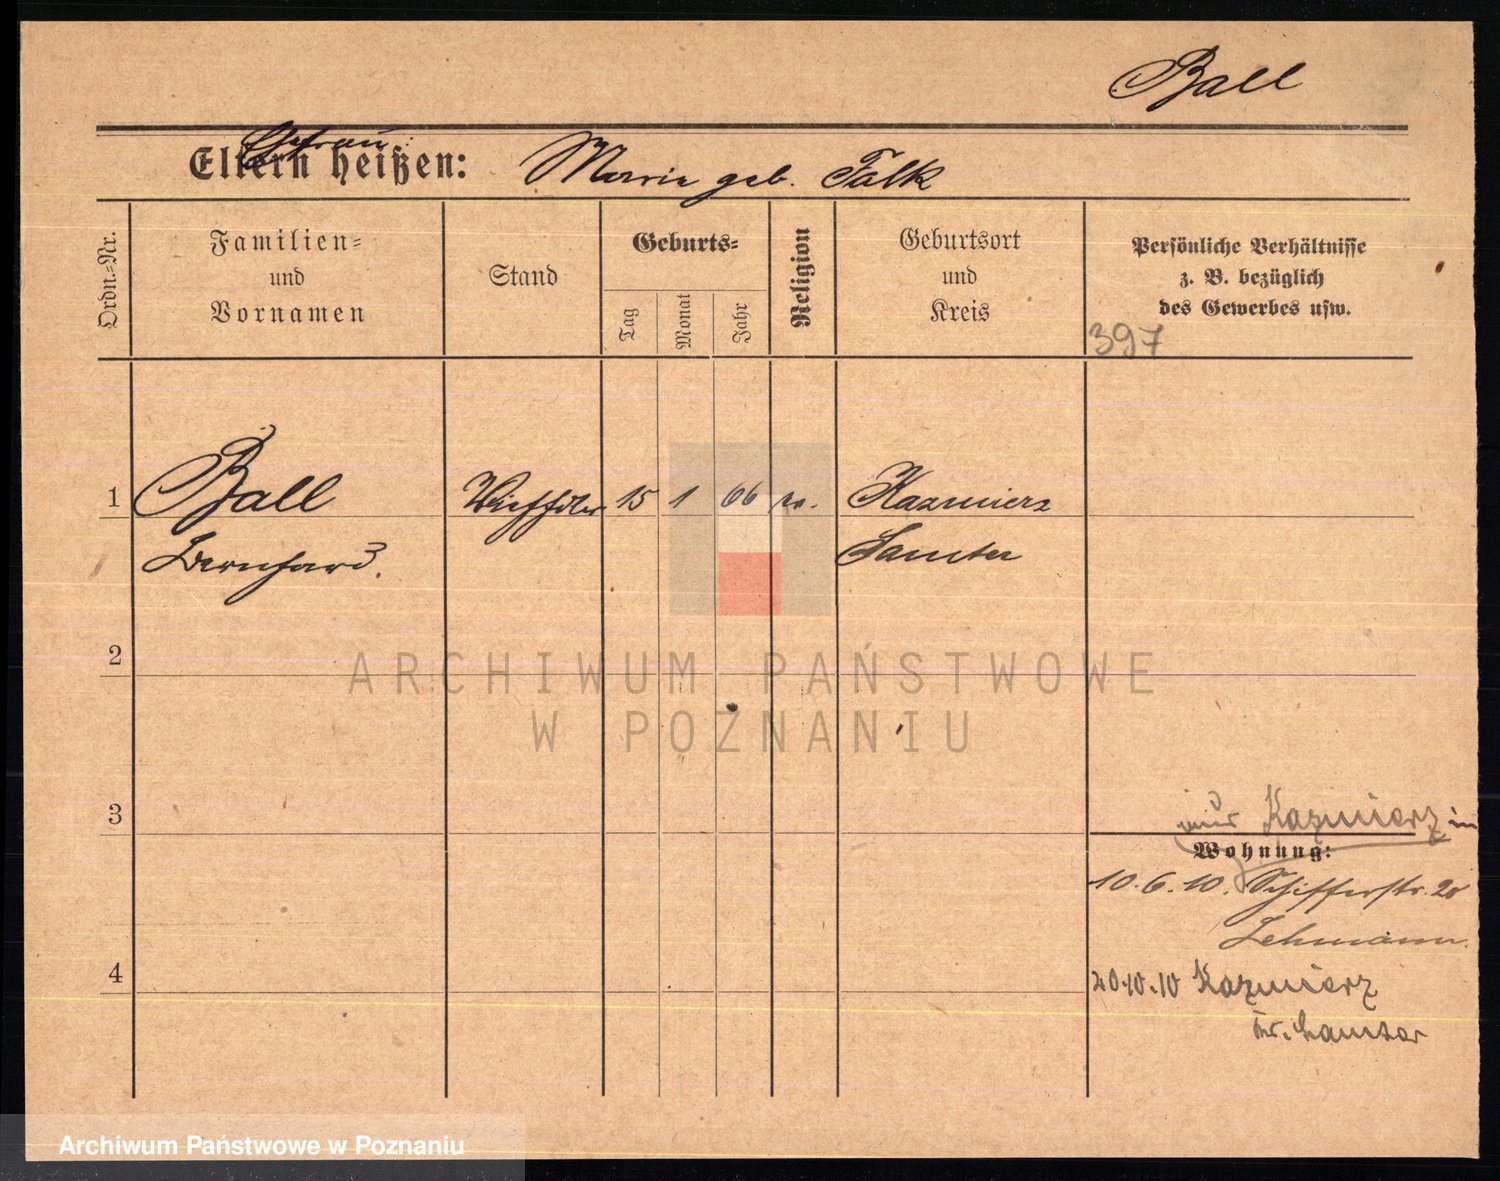 Ball
Ehefrau
Eltern heißen: Marie geb. Falk
Ordn.=Nr.
Familien=
und
Vornamen
Stand
Geburts=
Tag
Monat
Jahr
Religion
Geburtsort
und
Kreis
Persönliche Verhältnisse
z. B. bezüglich
des Gewerbes usw.
397
1 Ball 15 1 66 Kazmierz
Bernhard. Samter
2
3
Kazmierz in
Wohnung:
10.6.10. Schifferstr. 20
Lehmann.
4
20.10.10 Kazmierz
Kr. Samter
ARCHIWUM PAŃSTWOWE
W POZNANIU
Archiwum Państwowe w Poznaniu